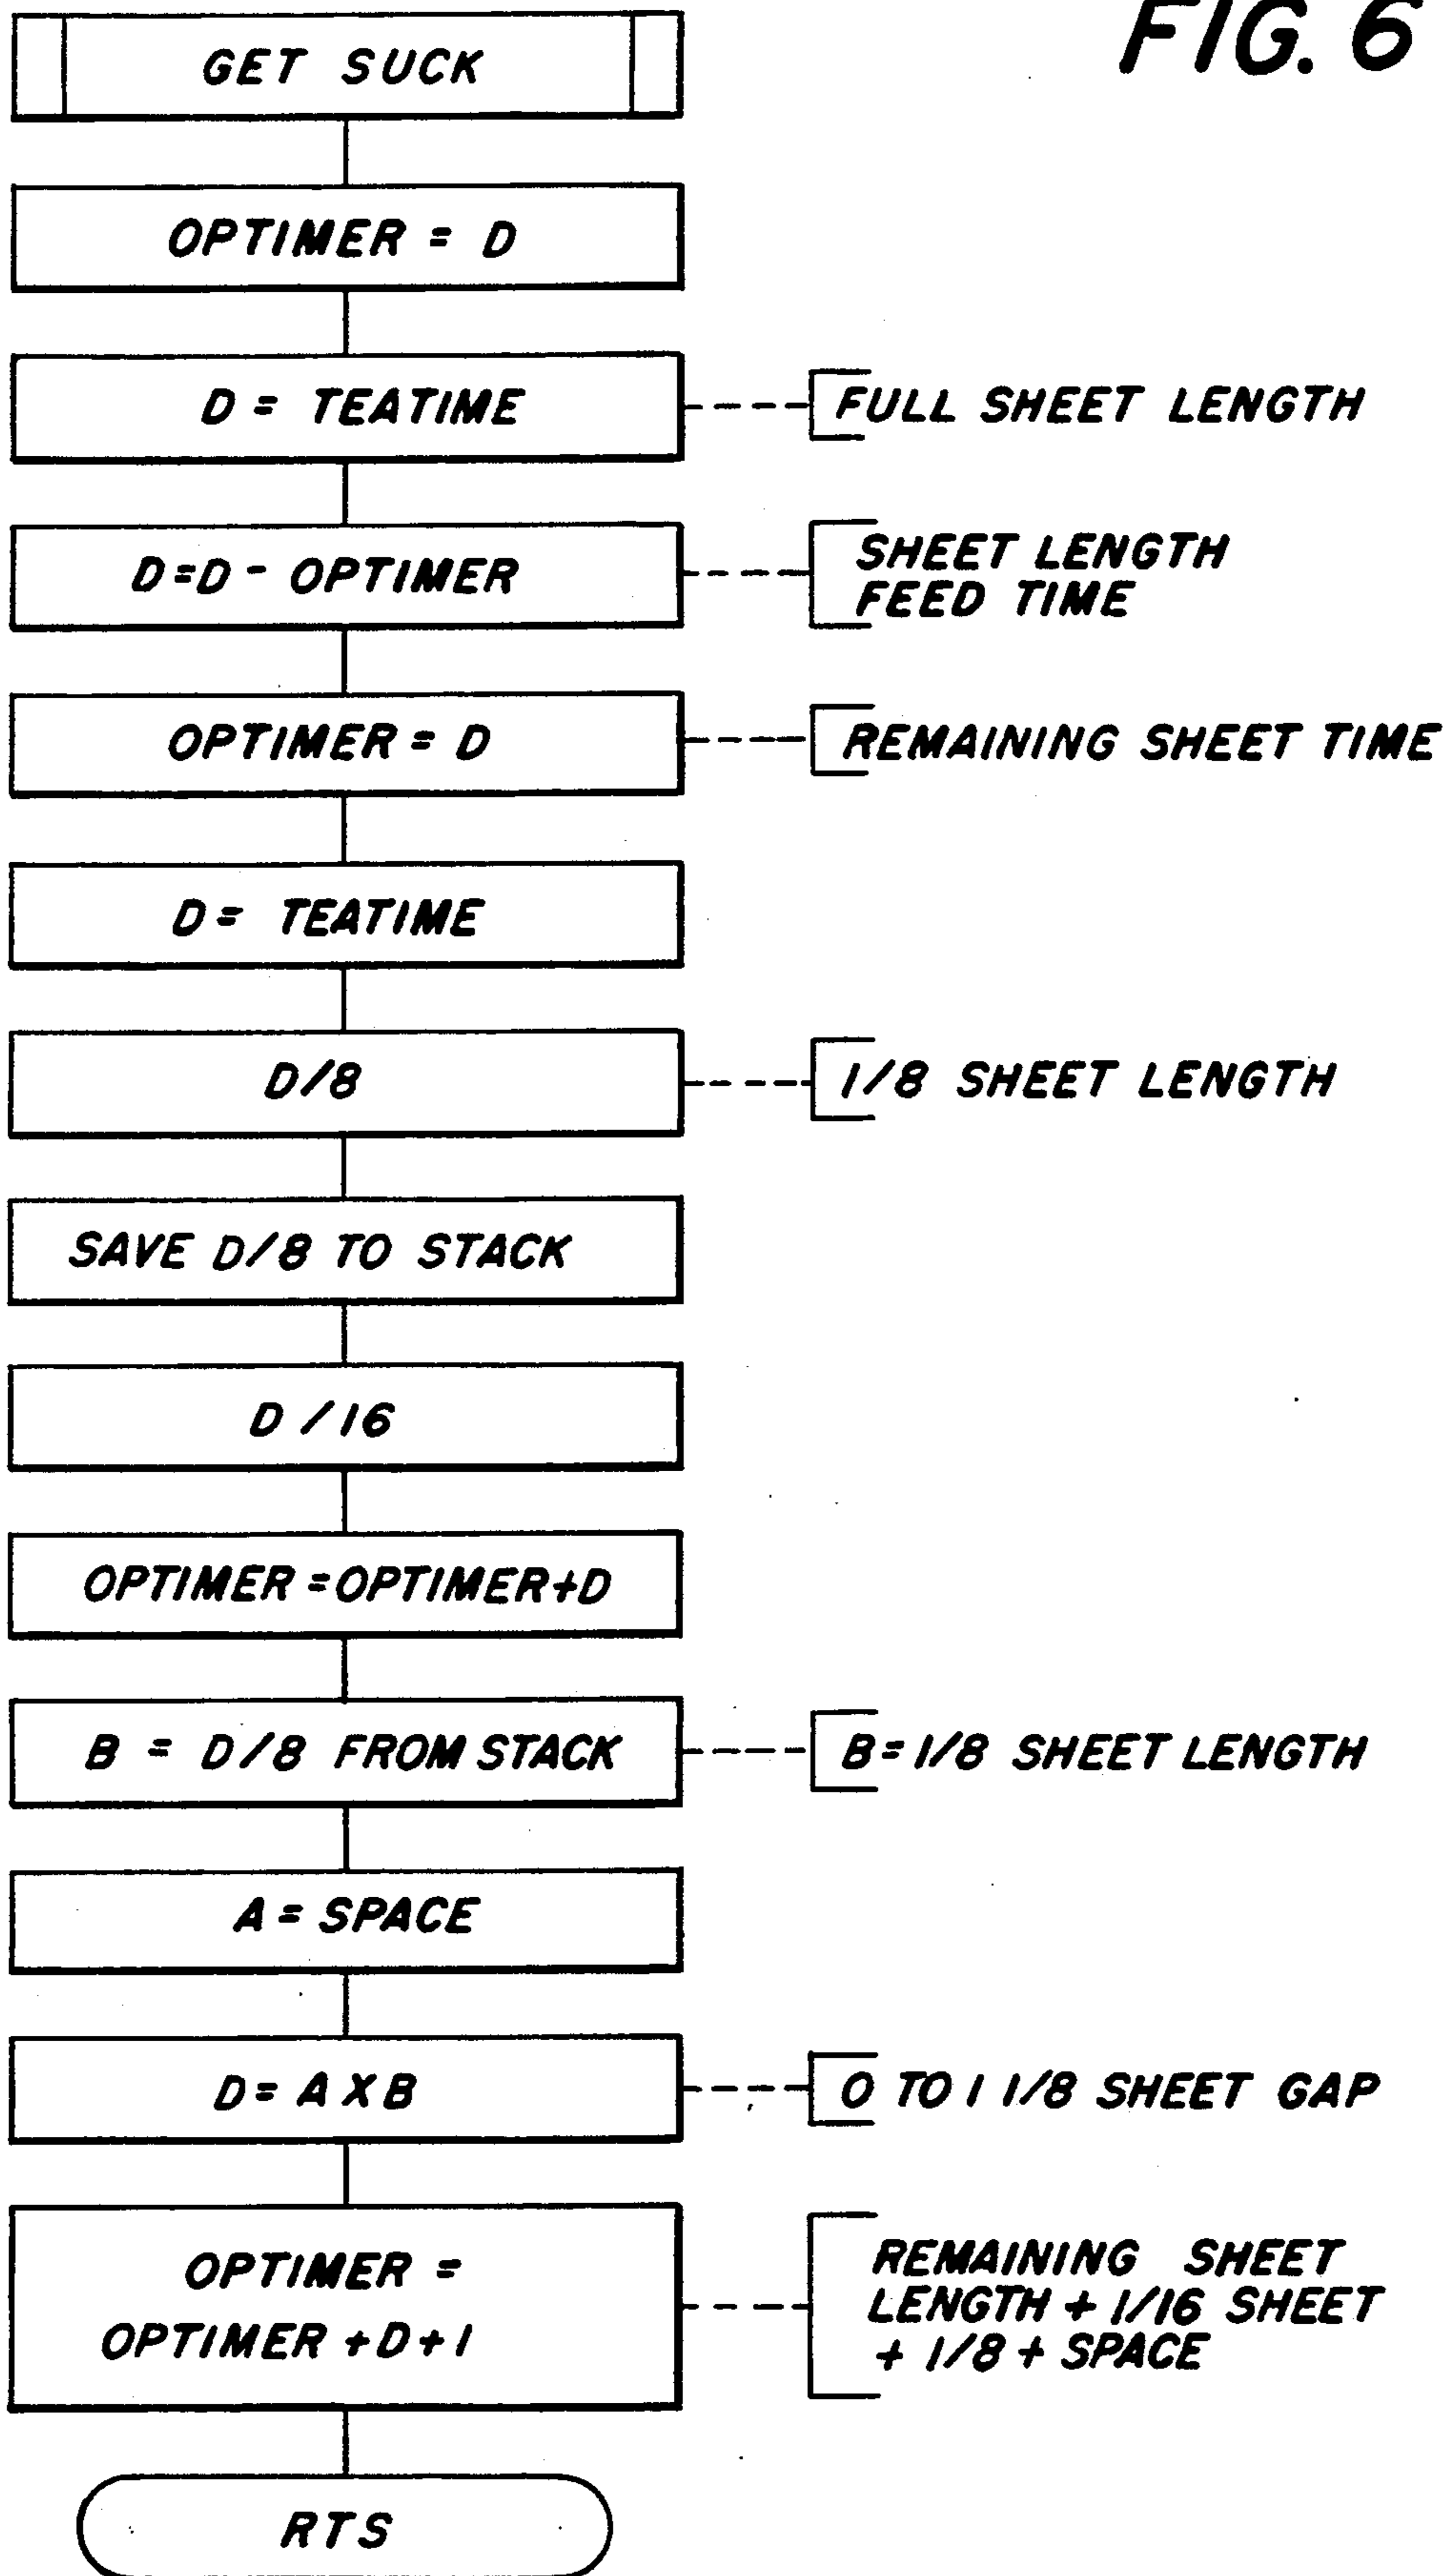 FIG. 6
GET SUCK
OPTIMER = D
D = TEATIME
FULL SHEET LENGTH
D=D - OPTIMER
SHEET LENGTH
FEED TIME
OPTIMER = D
REMAINING SHEET TIME
D = TEATIME
D/8
1/8 SHEET LENGTH
SAVE D/8 TO STACK
D/16
OPTIMER = OPTIMER+D
B = D/8 FROM STACK
B = 1/8 SHEET LENGTH
A = SPACE
D = A X B
0 TO 1 1/8 SHEET GAP
OPTIMER =
OPTIMER +D+1
REMAINING SHEET
LENGTH + 1/16 SHEET
+ 1/8 + SPACE
RTS